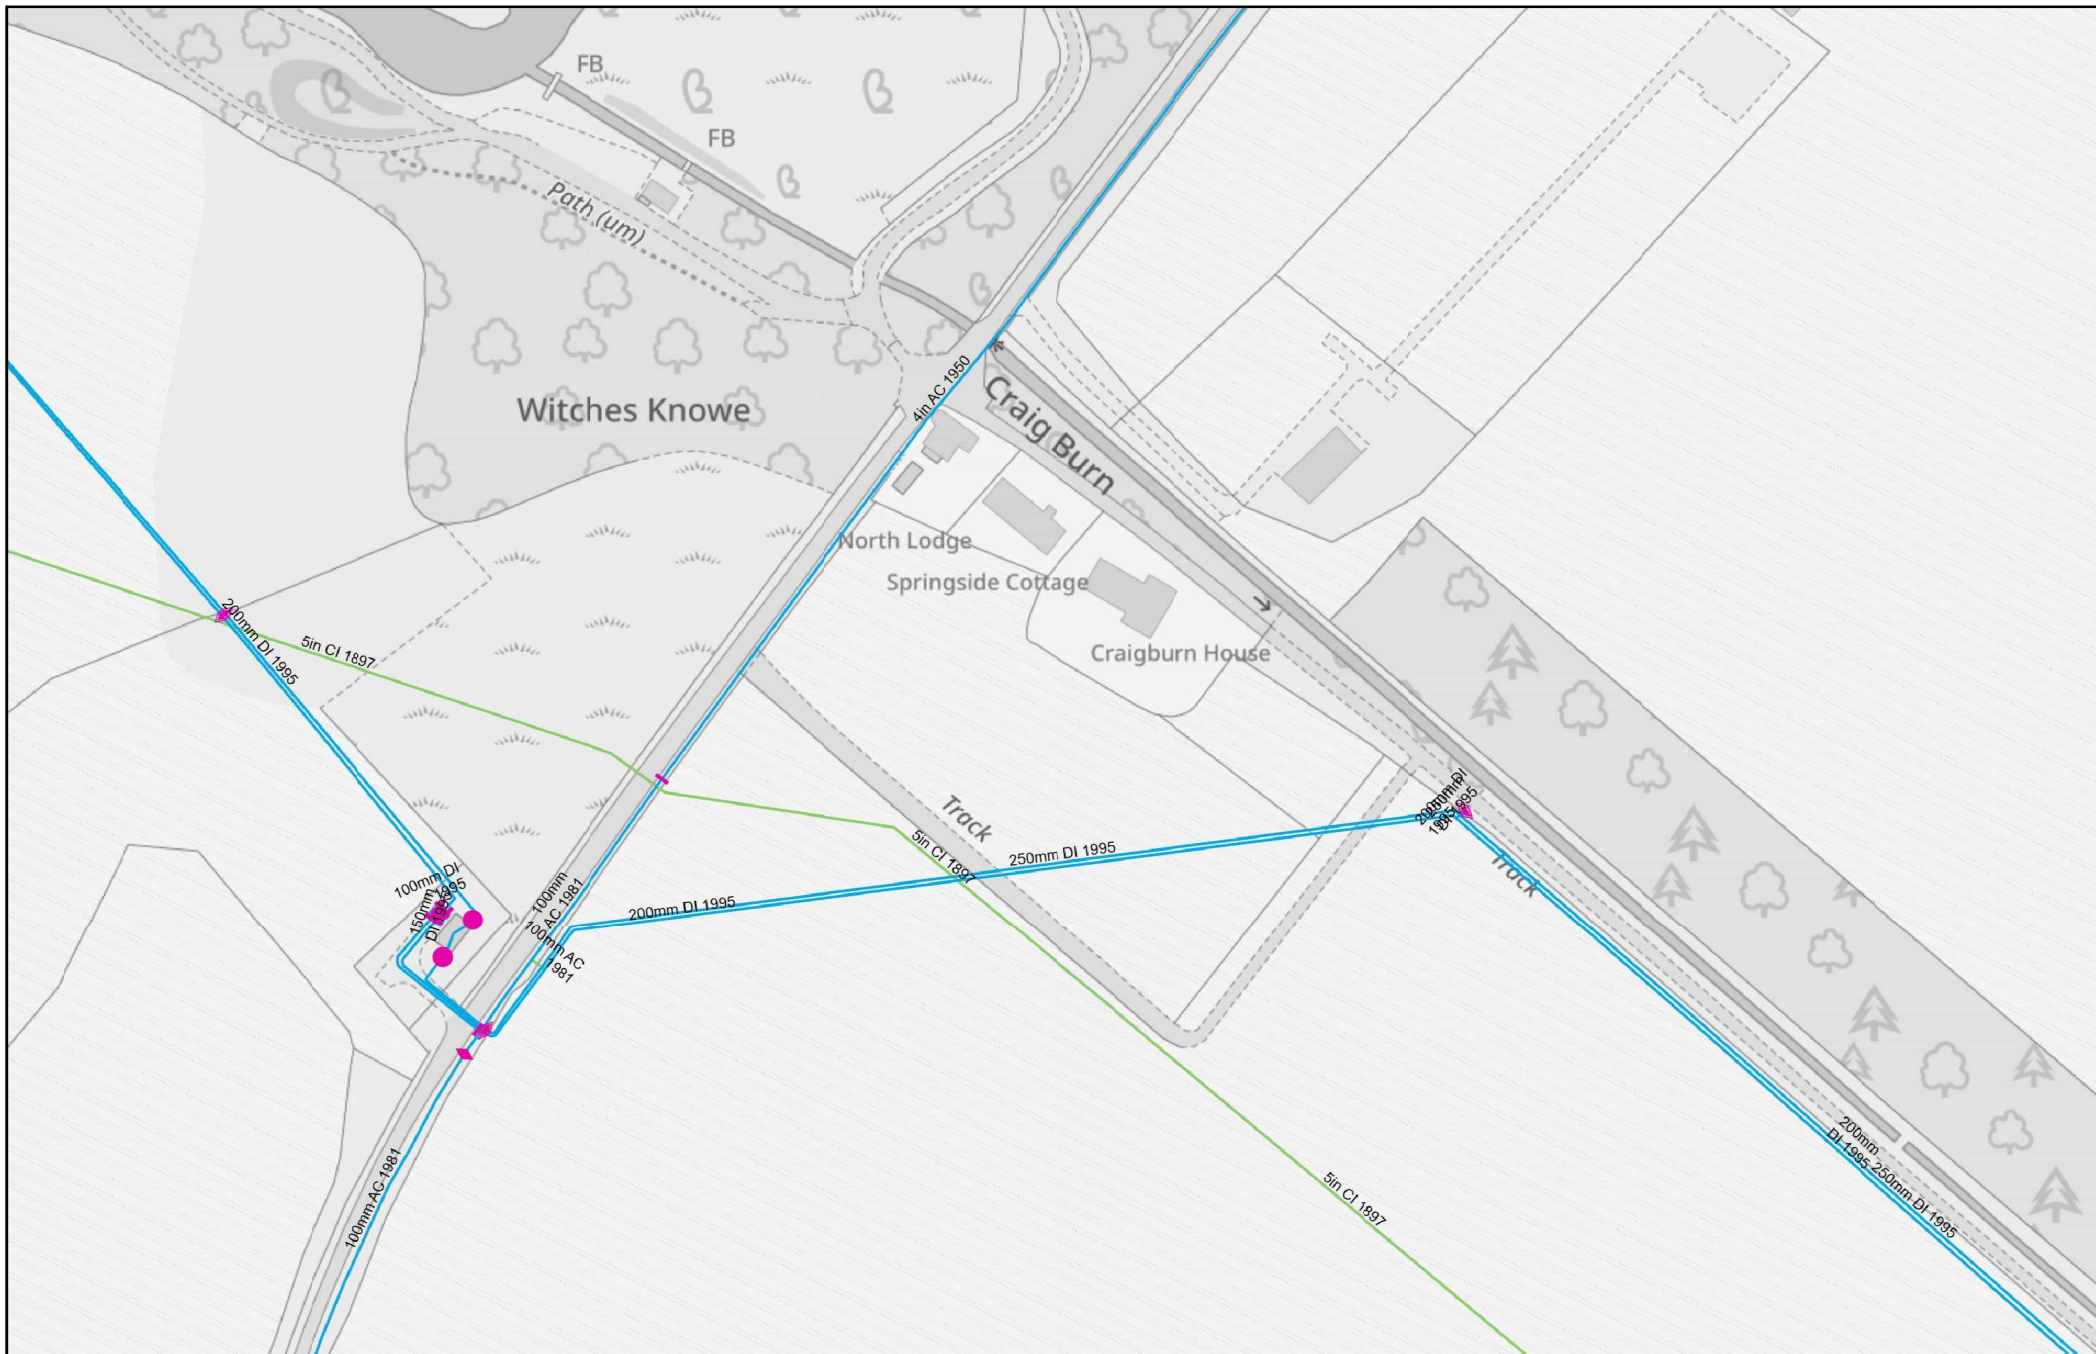 FB
FB
Path (um)
4in AC 1950
Craig Burn
Witches Knowe
North Lodge
Springside Cottage
Craigburn House
200mm DI 1995
5in CI 1897
Track
5in CI 1897
250mm DI 1995
200mm DI 1995
Track
100mm DI
1995
150mm
DI 1995
100mm
AC 1981
100mm AC
1981
100mm AC 1981
5in CI 1897
200mm
DI 1995
250mm DI 1995